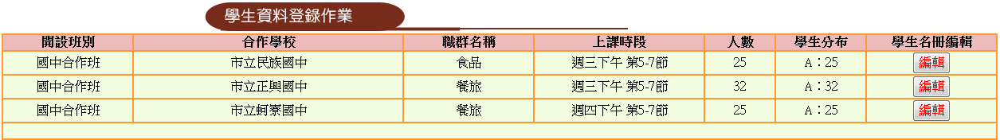 學生資料登錄作業
開設班別 合作學校 職群名稱 上課時段 人數 學生分布 學生名冊編輯
國中合作班 市立民族國中 食品 週三下午 第5-7節 25 A：25 編輯
國中合作班 市立正興國中 餐旅 週三下午 第5-7節 32 A：32 編輯
國中合作班 市立蚵寮國中 餐旅 週四下午 第5-7節 25 A：25 編輯